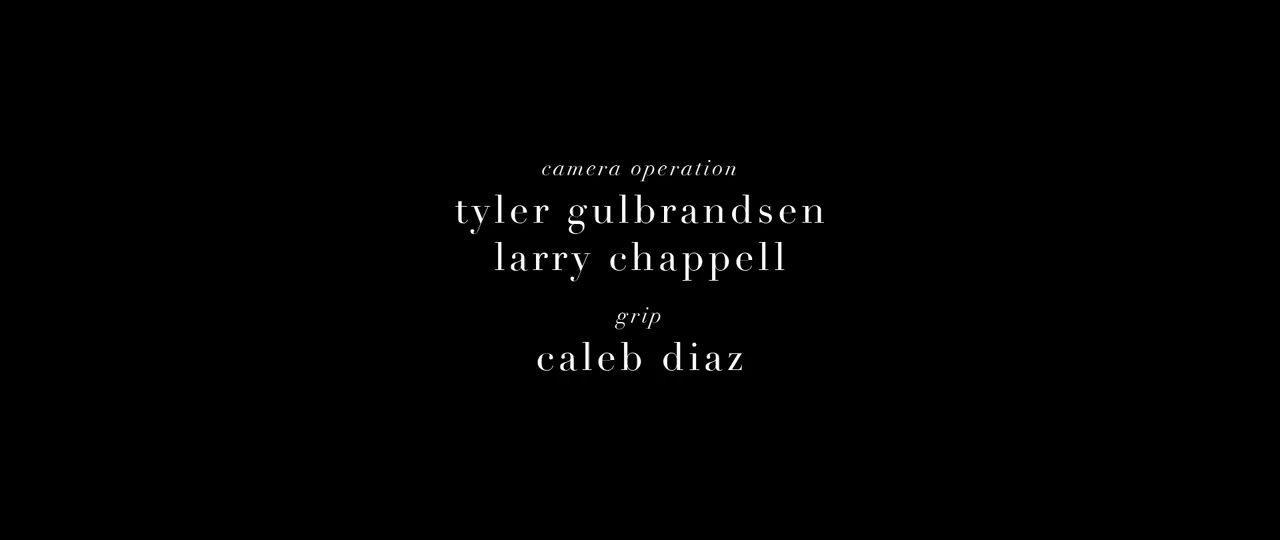 camera operation
tyler gulbrandsen
larry chappell
grip
caleb diaz